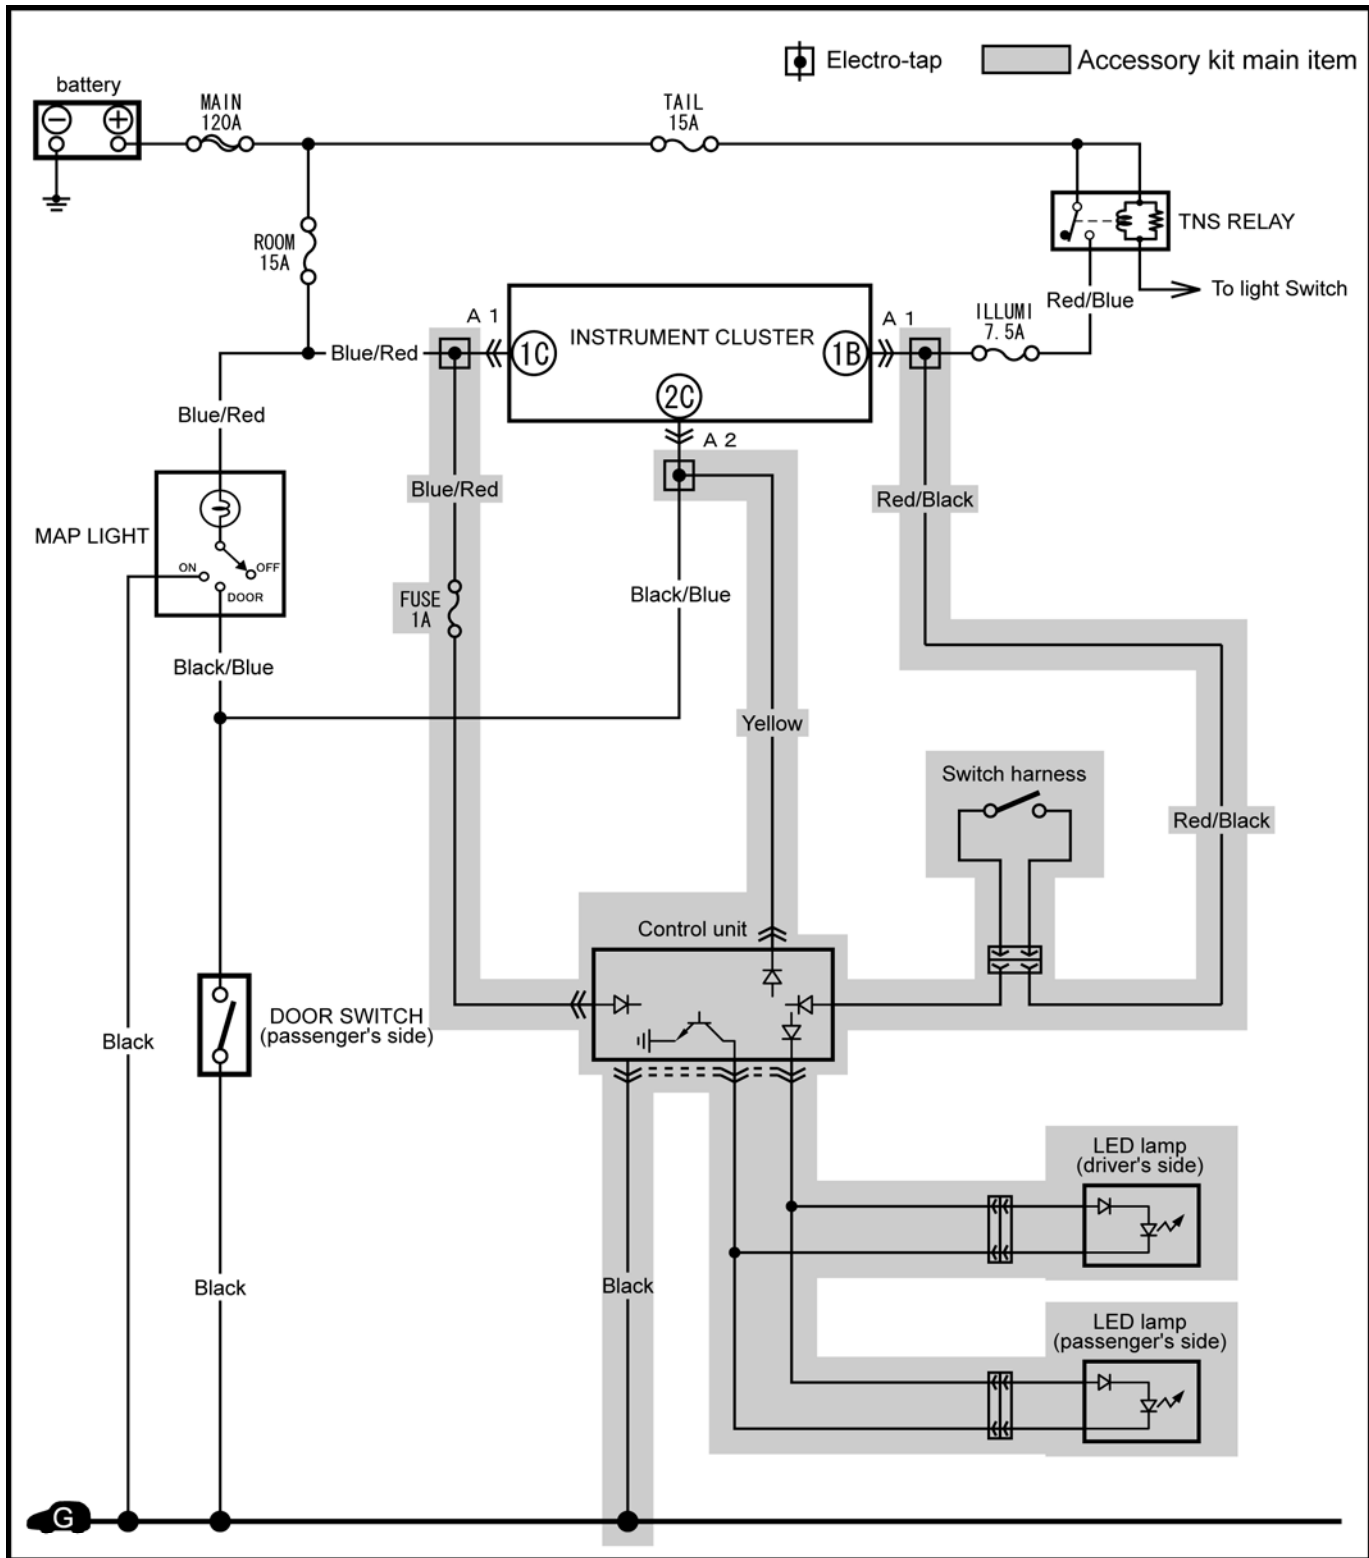 Electro-tap
Accessory kit main item
battery
MAIN
120A
TAIL
15A
ROOM
15A
TNS RELAY
To light Switch
Red/Blue
ILLUMI
7.5A
A 1
INSTRUMENT CLUSTER
A 1
1C
1B
2C
A 2
Blue/Red
Blue/Red
Blue/Red
Red/Black
MAP LIGHT
ON
OFF
DOOR
FUSE
1A
Black/Blue
Black/Blue
Yellow
Switch harness
Red/Black
Control unit
DOOR SWITCH
(passenger's side)
Black
LED lamp
(driver's side)
Black
Black
LED lamp
(passenger's side)
G